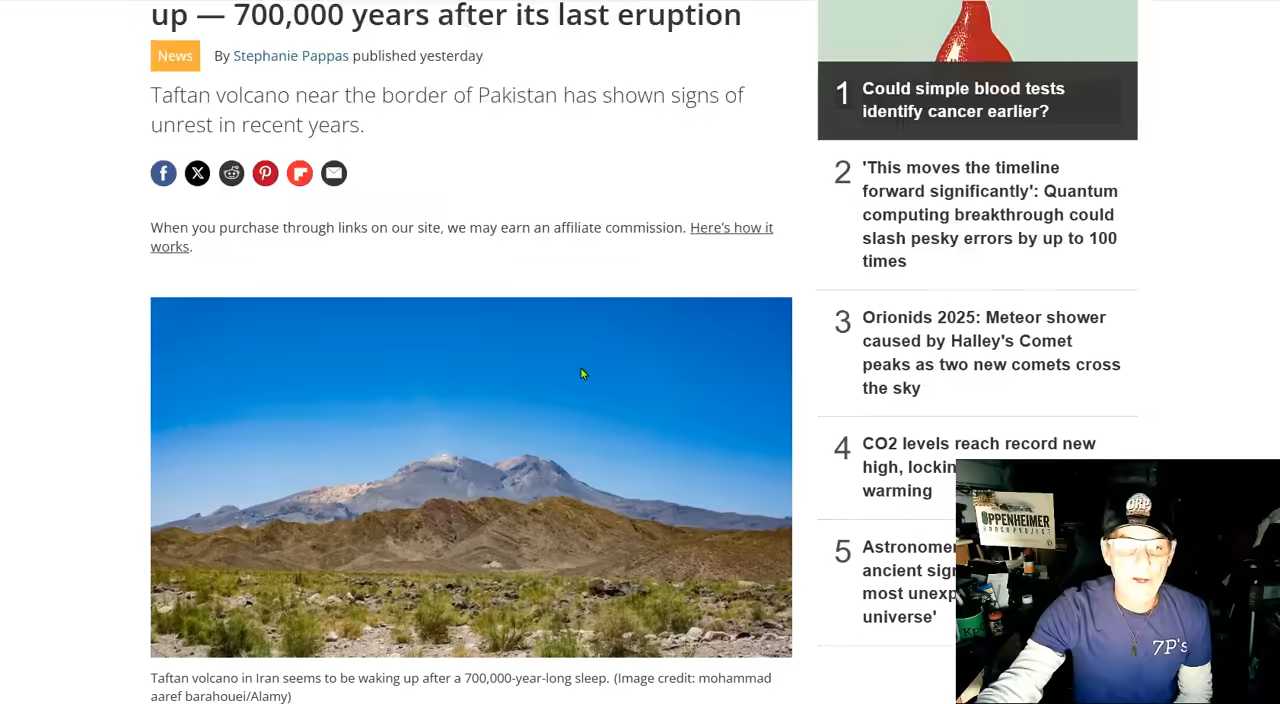 up — 700,000 years after its last eruption
News
By Stephanie Pappas published yesterday
Taftan volcano near the border of Pakistan has shown signs of
unrest in recent years.
When you purchase through links on our site, we may earn an affiliate commission. Here's how it
works.
Taftan volcano in Iran seems to be waking up after a 700,000-year-long sleep. (Image credit: mohammad
aaref barahouei/Alamy)
1
Could simple blood tests
identify cancer earlier?
2
'This moves the timeline
forward significantly': Quantum
computing breakthrough could
slash pesky errors by up to 100
times
3
Orionids 2025: Meteor shower
caused by Halley's Comet
peaks as two new comets cross
the sky
4
CO2 levels reach record new
high,
warming
5
ancient
most
universe'
OPPENHEIMER
RANCH PROJECT
ORP
7P's